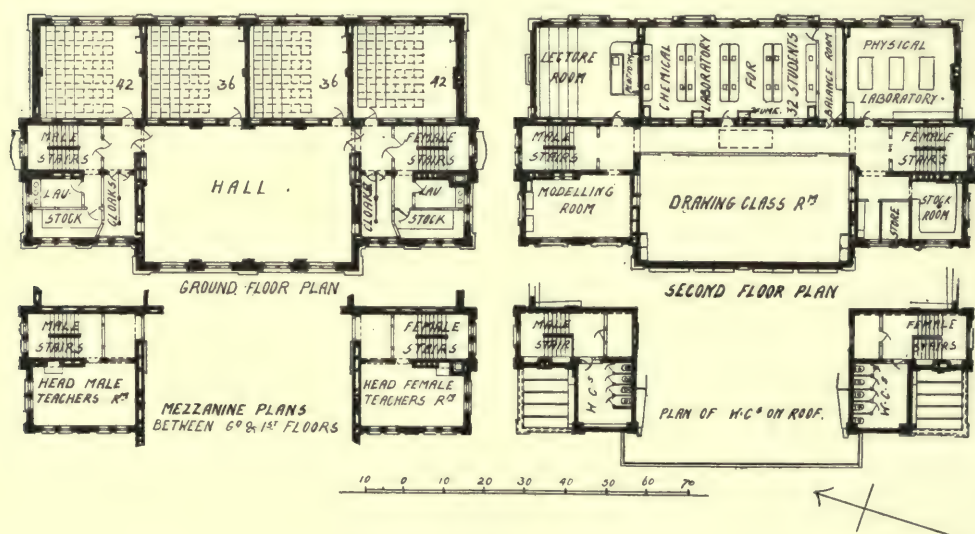 42
36
36
42
MALE
STAIRS
FEMALE
STAIRS
HALL .
LAV
STOCK
CLOAKS
CLOAKS
LAV
STOCK
GROUND FLOOR PLAN
LECTURE
ROOM
PLATFORM
CHEMICAL
LABORATORY
FOR
32 STUDENTS
FUME.
BALANCE ROOM
PHYSICAL
LABORATORY.
MALE
STAIRS
FEMALE
STAIRS
MODELLING
ROOM
DRAWING CLASS Rᴹ
STORE
STOCK
ROOM
SECOND FLOOR PLAN
MALE
STAIRS
HEAD MALE
TEACHERS Rᴹ
FEMALE
STAIRS
HEAD FEMALE
TEACHERS Rᴹ
MEZZANINE PLANS
BETWEEN Gᴰ & 1ˢᵀ FLOORS
MALE
STAIR
W.C.S
FEMALE
STAIRS
W.C.S
PLAN OF W.Cˢ ON ROOF.
10 0 10 20 30 40 50 60 70